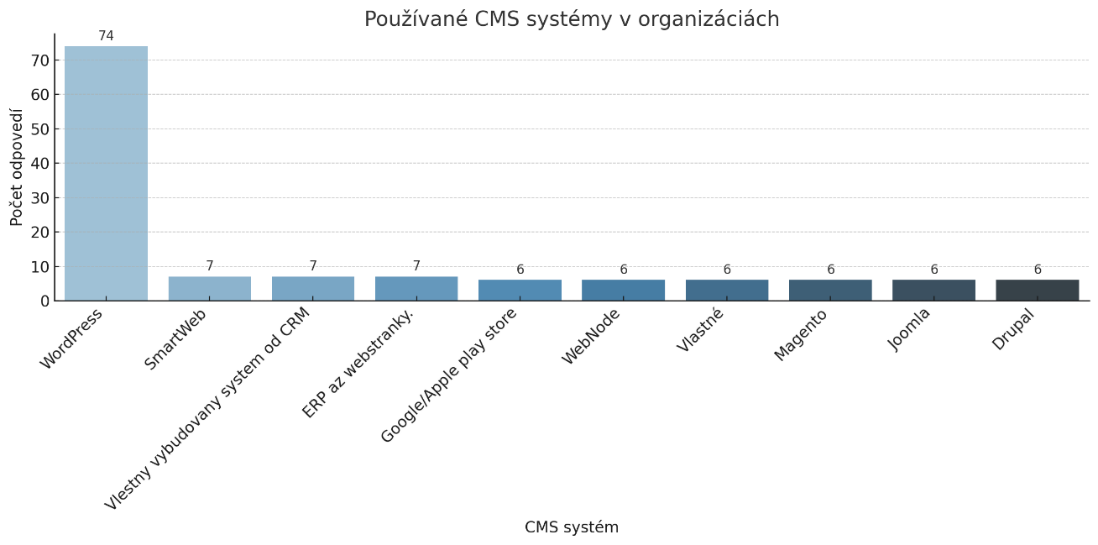 Používané CMS systémy v organizáciách
Počet odpovedí
70
60
50
40
30
20
10
0
74
7
7
7
6
6
6
6
6
6
WordPress
SmartWeb
Vlestny vybudovany system od CRM
ERP az webstranky.
Google/Apple play store
WebNode
Vlastné
Magento
Joomla
Drupal
CMS systém